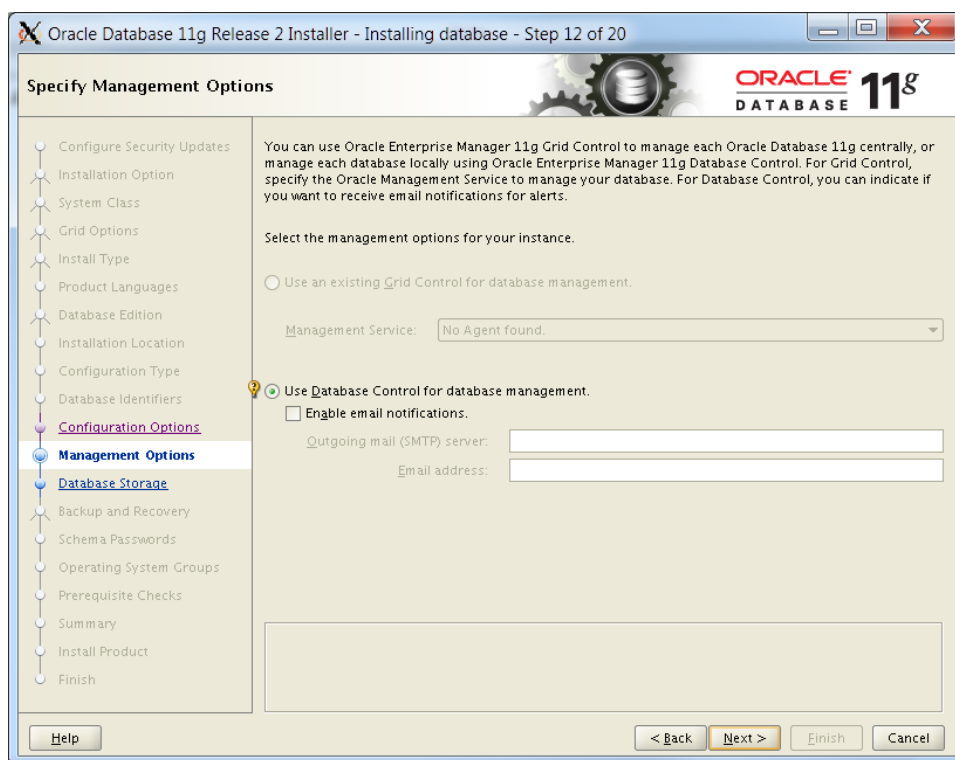 Oracle Database 11g Release 2 Installer - Installing database - Step 12 of 20
Specify Management Options
ORACLE
DATABASE 11g
Configure Security Updates
Installation Option
System Class
Grid Options
Install Type
Product Languages
Database Edition
Installation Location
Configuration Type
Database Identifiers
Configuration Options
Management Options
Database Storage
Backup and Recovery
Schema Passwords
Operating System Groups
Prerequisite Checks
Summary
Install Product
Finish
You can use Oracle Enterprise Manager 11g Grid Control to manage each Oracle Database 11g centrally, or
manage each database locally using Oracle Enterprise Manager 11g Database Control. For Grid Control,
specify the Oracle Management Service to manage your database. For Database Control, you can indicate if
you want to receive email notifications for alerts.
Select the management options for your instance.
Use an existing Grid Control for database management.
Management Service: No Agent found.
Use Database Control for database management.
Enable email notifications.
Outgoing mail (SMTP) server:
Email address:
Help
< Back
Next >
Finish
Cancel